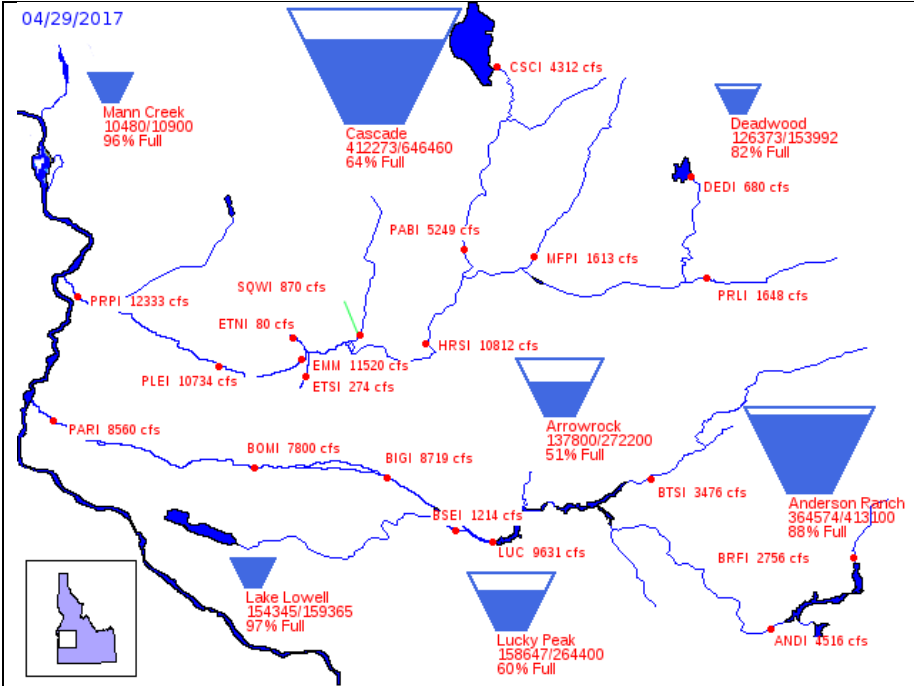 04/29/2017
CSCI 4312 cfs
Mann Creek
10480/10900
96% Full
Cascade
412273/646460
64% Full
Deadwood
126373/153992
82% Full
DEDI 680 cfs
PABI 5249 cfs
MFPI 1613 cfs
SQWI 870 cfs
PRLI 1648 cfs
PRPI 12333 cfs
ETNI 80 cfs
HRSI 10812 cfs
EMM 11520 cfs
PLEI 10734 cfs
ETSI 274 cfs
Arrowrock
137800/272200
51% Full
PARI 8560 cfs
BOMI 7800 cfs
BIGI 8719 cfs
BTSI 3476 cfs
Anderson Ranch
364574/413100
88% Full
BSEI 1214 cfs
LUC 9631 cfs
BRFI 2756 cfs
Lake Lowell
154345/159365
97% Full
Lucky Peak
158647/264400
60% Full
ANDI 4516 cfs